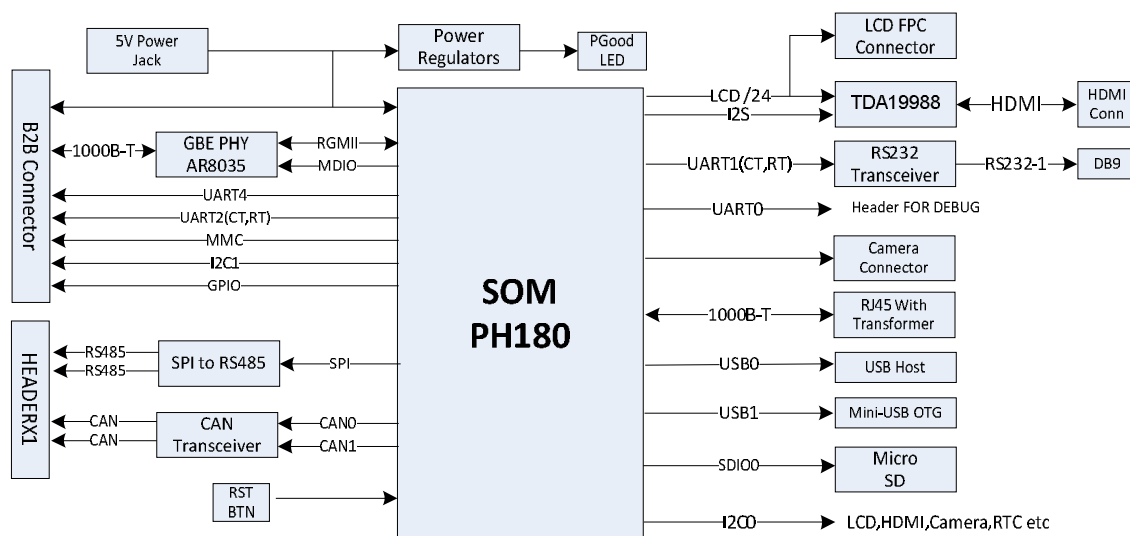 5V Power
Jack
Power
Regulators
PGood
LED
LCD FPC
Connector
B2B Connector
LCD /24
I2S
TDA19988
HDMI
HDMI
Conn
1000B-T
GBE PHY
AR8035
RGMII
MDIO
UART1(CT,RT)
RS232
Transceiver
RS232-1
DB9
UART4
UART2(CT,RT)
MMC
I2C1
GPIO
UART0
Header FOR DEBUG
Camera
Connector
SOM
PH180
1000B-T
RJ45 With
Transformer
HEADERX1
RS485
RS485
SPI to RS485
SPI
USB0
USB Host
CAN
CAN
CAN
Transceiver
CAN0
CAN1
USB1
Mini-USB OTG
SDIO0
Micro
SD
RST
BTN
I2C0
LCD,HDMI,Camera,RTC etc